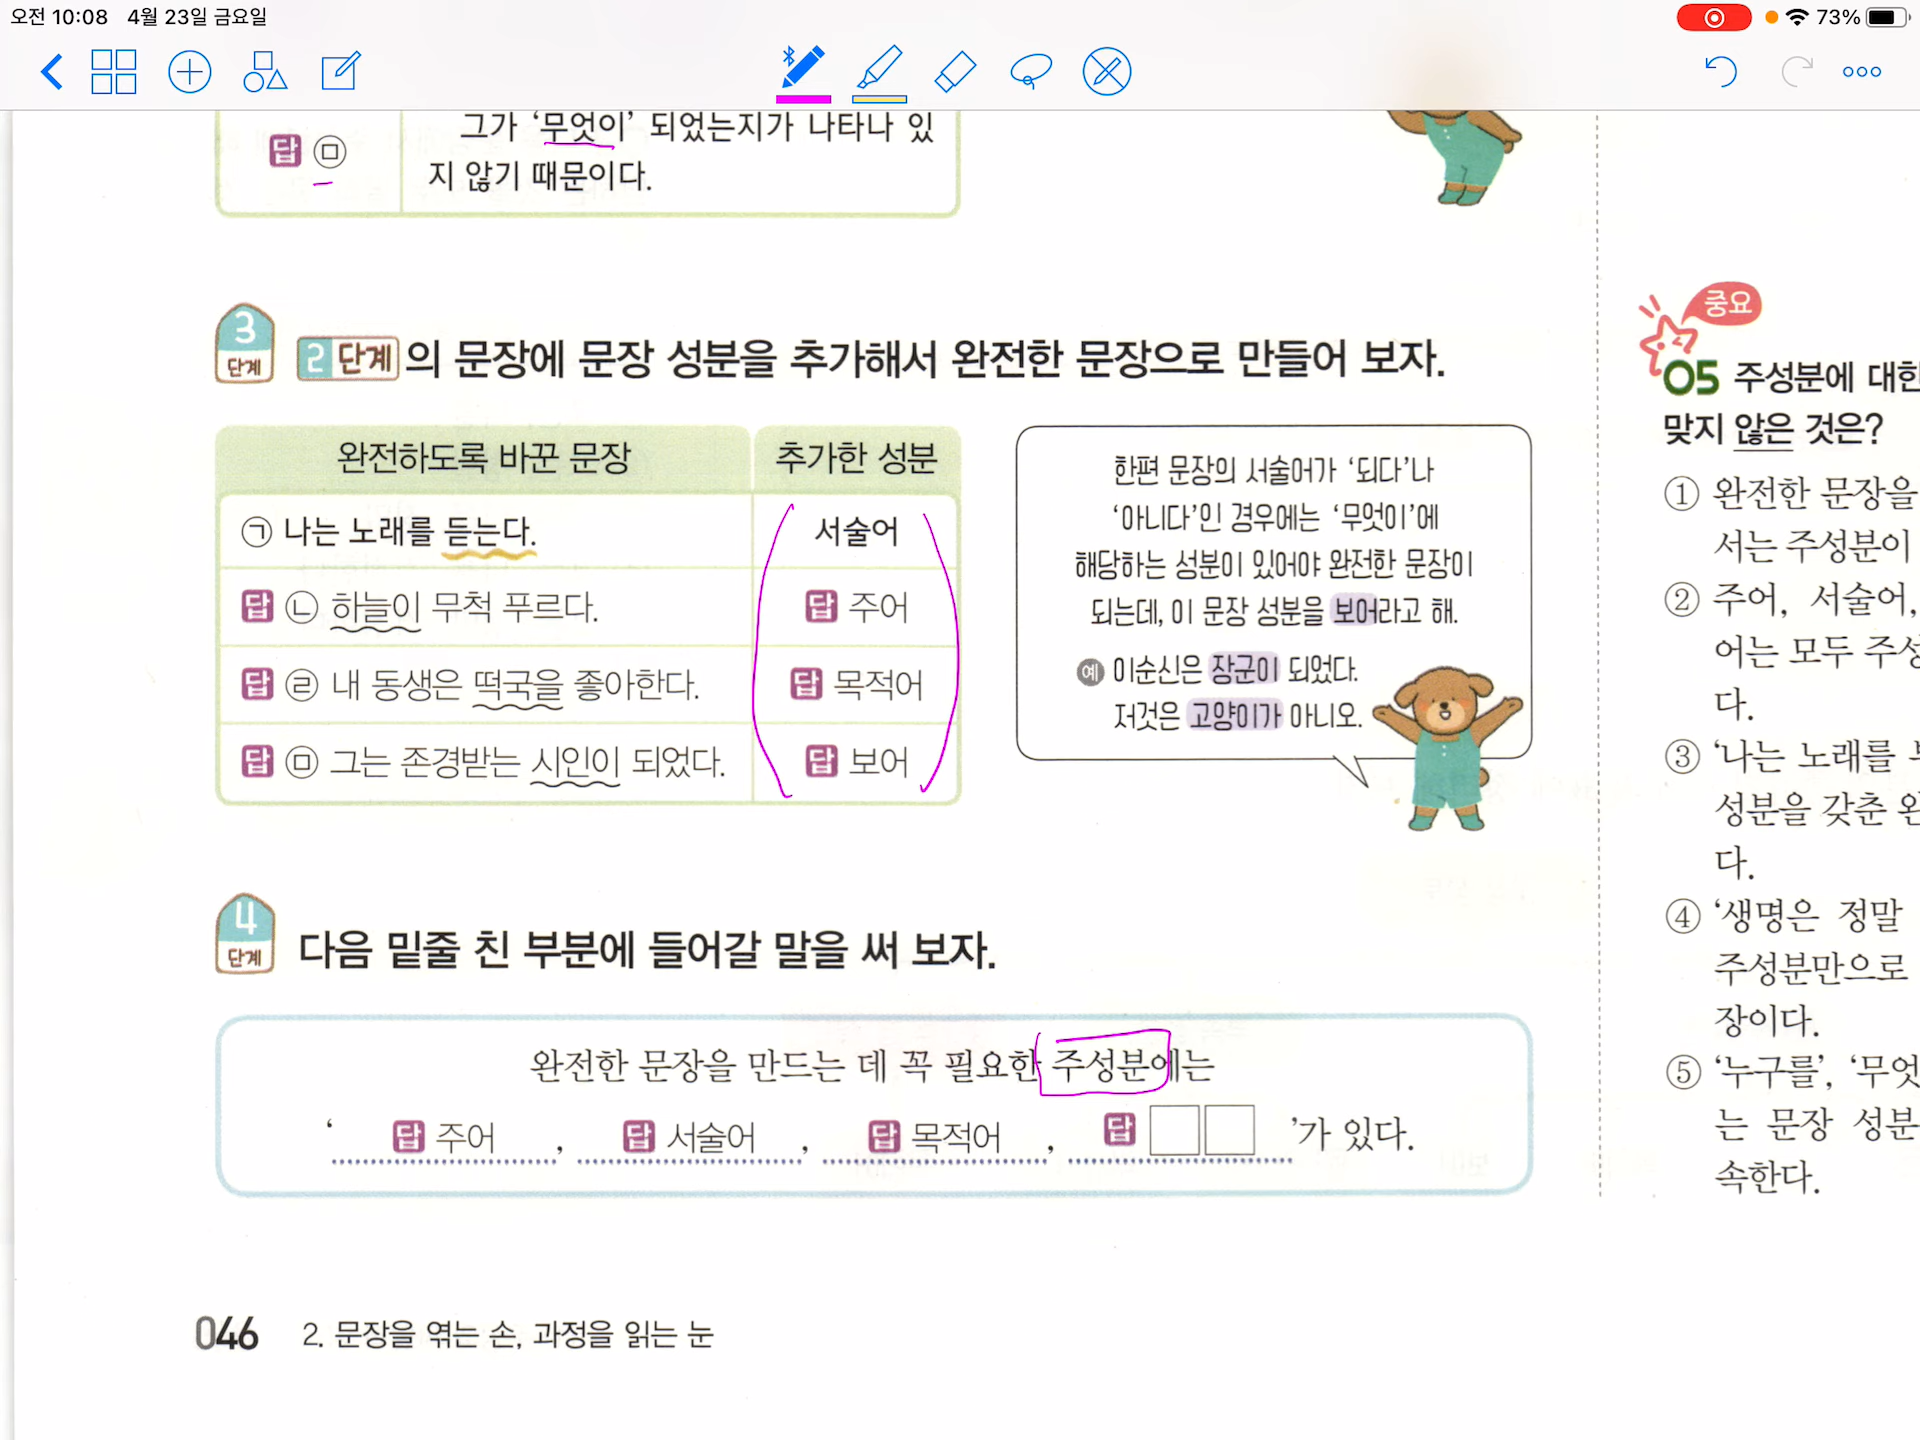 오전 10:08 4월 23일 금요일
73%
그가 ‘무엇이’ 되었는지가 나타나 있
답 ㉤
지 않기 때문이다.
3
단계
2 단계 의 문장에 문장 성분을 추가해서 완전한 문장으로 만들어 보자.
완전하도록 바꾼 문장 추가한 성분
㉠ 나는 노래를 듣는다. 서술어
답 ㉡ 하늘이 무척 푸르다. 답 주어
답 ㉣ 내 동생은 떡국을 좋아한다. 답 목적어
답 ㉤ 그는 존경받는 시인이 되었다. 답 보어
한편 문장의 서술어가 ‘되다’나
‘아니다’인 경우에는 ‘무엇이’에
해당하는 성분이 있어야 완전한 문장이
되는데, 이 문장 성분을 보어라고 해.
예 이순신은 장군이 되었다.
저것은 고양이가 아니오.
4
단계
다음 밑줄 친 부분에 들어갈 말을 써 보자.
완전한 문장을 만드는 데 꼭 필요한 주성분에는
‘ 답 주어 , 답 서술어 , 답 목적어 , 답 □□ ’가 있다.
046 2. 문장을 엮는 손, 과정을 읽는 눈
중요
05 주성분에 대한
맞지 않은 것은?
① 완전한 문장을
서는 주성분이
② 주어, 서술어,
어는 모두 주성
다.
③ ‘나는 노래를
성분을 갖춘 완
다.
④ ‘생명은 정말
주성분만으로
장이다.
⑤ ‘누구를’, ‘무엇
는 문장 성분
속한다.